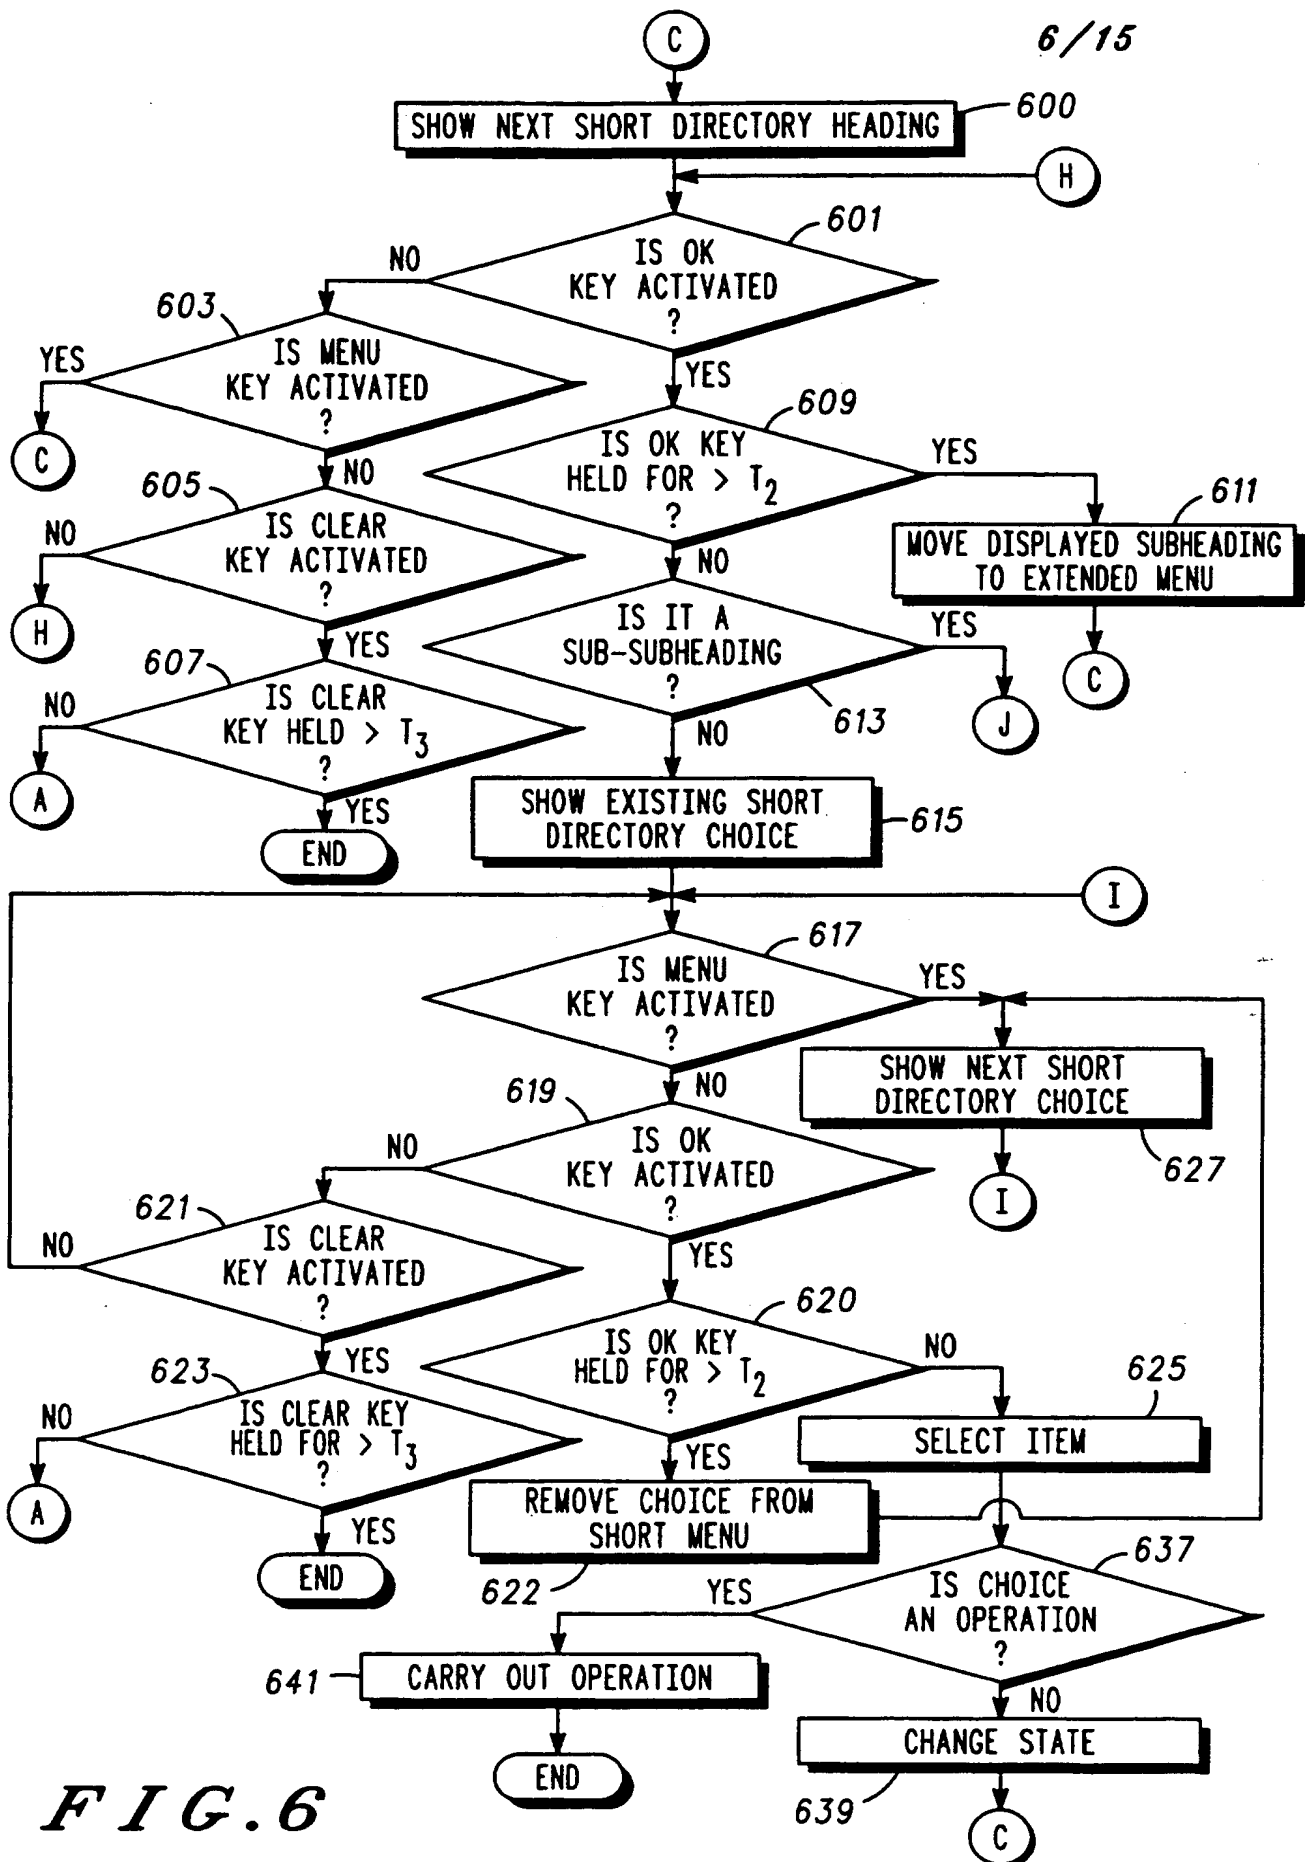 C
6/15
SHOW NEXT SHORT DIRECTORY HEADING
600
H
601
IS OK
KEY ACTIVATED
?
NO
YES
603
IS MENU
KEY ACTIVATED
?
YES
C
NO
609
IS OK KEY
HELD FOR > T2
?
YES
NO
611
MOVE DISPLAYED SUBHEADING
TO EXTENDED MENU
C
605
IS CLEAR
KEY ACTIVATED
?
NO
H
YES
IS IT A
SUB-SUBHEADING
?
613
YES
J
NO
607
IS CLEAR
KEY HELD > T3
?
NO
A
YES
END
SHOW EXISTING SHORT
DIRECTORY CHOICE
615
I
617
IS MENU
KEY ACTIVATED
?
YES
NO
SHOW NEXT SHORT
DIRECTORY CHOICE
627
I
619
IS OK
KEY ACTIVATED
?
NO
YES
621
IS CLEAR
KEY ACTIVATED
?
NO
YES
620
IS OK KEY
HELD FOR > T2
?
NO
YES
625
SELECT ITEM
623
IS CLEAR KEY
HELD FOR > T3
?
NO
A
YES
END
REMOVE CHOICE FROM
SHORT MENU
622
637
IS CHOICE
AN OPERATION
?
YES
NO
641
CARRY OUT OPERATION
END
CHANGE STATE
639
C
FIG.6